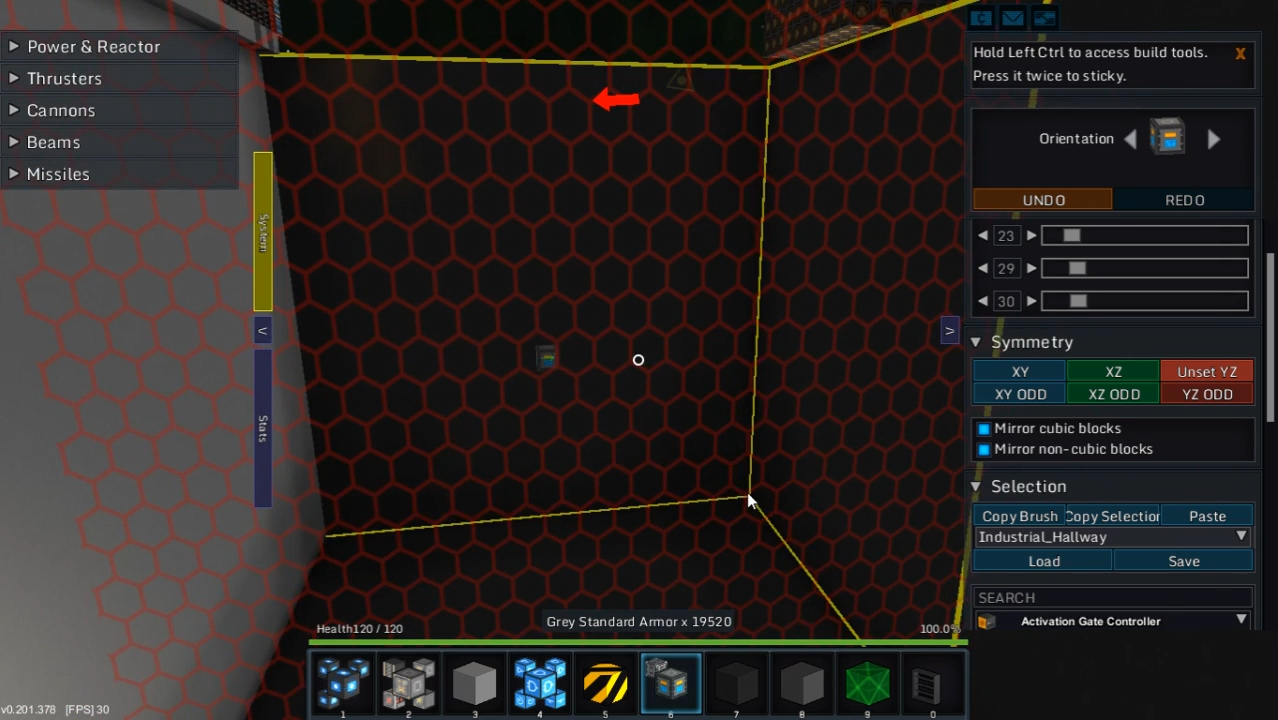 Power & Reactor
Thrusters
Cannons
Beams
Missiles
System
<
Stats
>
Hold Left Ctrl to access build tools.
X
Press it twice to sticky.
Orientation
UNDO REDO
23
29
30
Symmetry
XY XZ Unset YZ
XY ODD XZ ODD YZ ODD
Mirror cubic blocks
Mirror non-cubic blocks
Selection
Copy Brush Copy Selection Paste
Industrial_Hallway
Load Save
SEARCH
Activation Gate Controller
Grey Standard Armor x 19520
Health120 / 120
100.0%
1 2 3 4 5 6 7 8 9 0
v0.201.378 [FPS] 30